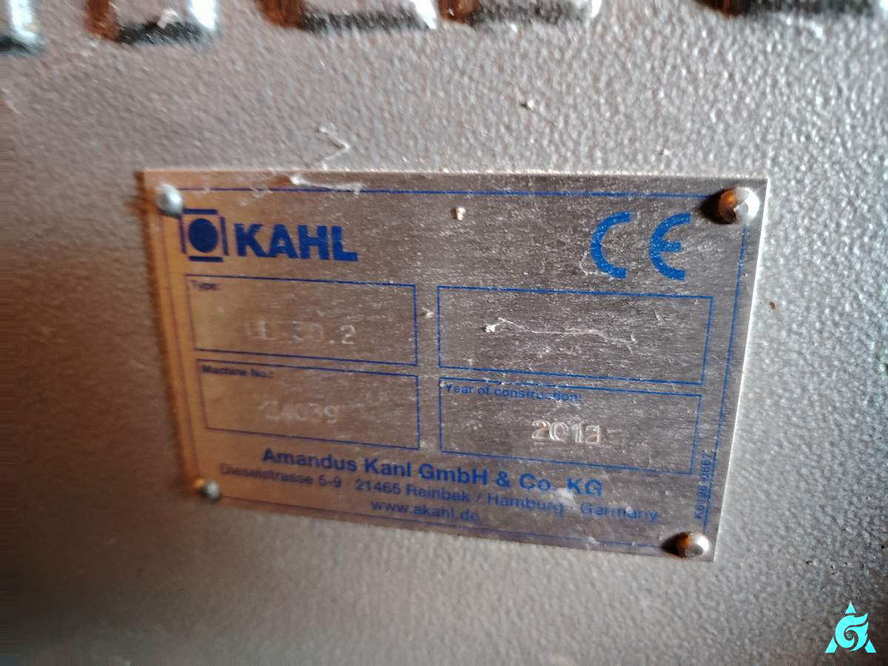 KAHL
CE
Type:
Machine No.:
Year of construction:
Amandus Kahl GmbH & Co. KG
Dieselstrasse 5-9 · 21465 Reinbek / Hamburg · Germany
www.akahl.de